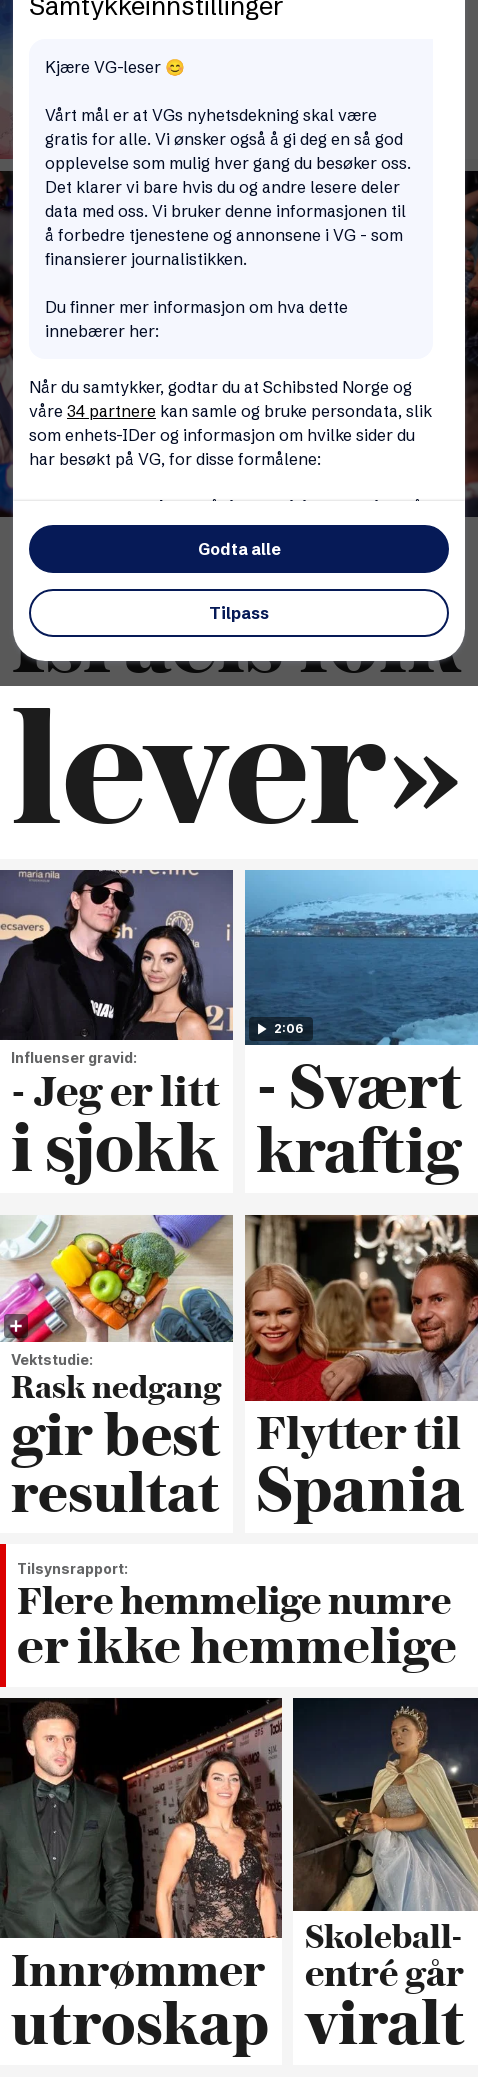 Samtykkeinnstillinger
Kjære VG-leser 😊
Vårt mål er at VGs nyhetsdekning skal være
gratis for alle. Vi ønsker også å gi deg en så god
opplevelse som mulig hver gang du besøker oss.
Det klarer vi bare hvis du og andre lesere deler
data med oss. Vi bruker denne informasjonen til
å forbedre tjenestene og annonsene i VG - som
finansierer journalistikken.
Du finner mer informasjon om hva dette
innebærer her:
Når du samtykker, godtar du at Schibsted Norge og
våre 34 partnere kan samle og bruke persondata, slik
som enhets-IDer og informasjon om hvilke sider du
har besøkt på VG, for disse formålene:
Godta alle
Tilpass
Israels folk
lever»
maria nila
ecsavers
2:06
Influenser gravid:
- Jeg er litt
i sjokk
- Svært
kraftig
Vektstudie:
Rask nedgang
gir best
resultat
Flytter til
Spania
Tilsynsrapport:
Flere hemmelige numre
er ikke hemmelige
Innrømmer
utroskap
Skoleball-
entré går
viralt